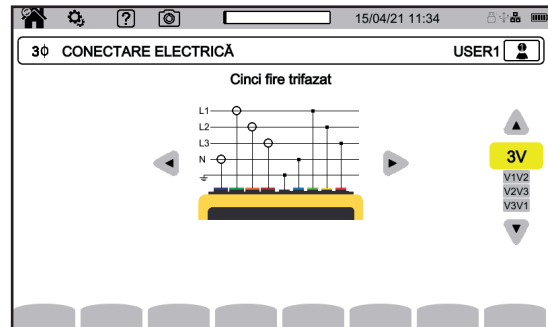 15/04/21 11:34
3Φ CONECTARE ELECTRICĂ USER1
Cinci fire trifazat
L1
L2
L3
N
3V
V1V2
V2V3
V3V1